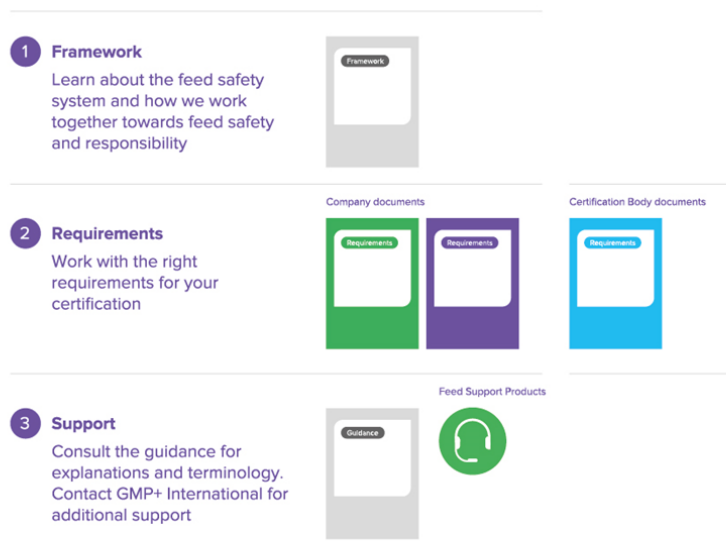 1 Framework
Learn about the feed safety
system and how we work
together towards feed safety
and responsibility
Framework
Company documents
Certification Body documents
2 Requirements
Work with the right
requirements for your
certification
Requirements
Requirements
Requirements
Feed Support Products
3 Support
Consult the guidance for
explanations and terminology.
Contact GMP+ International for
additional support
Guidance